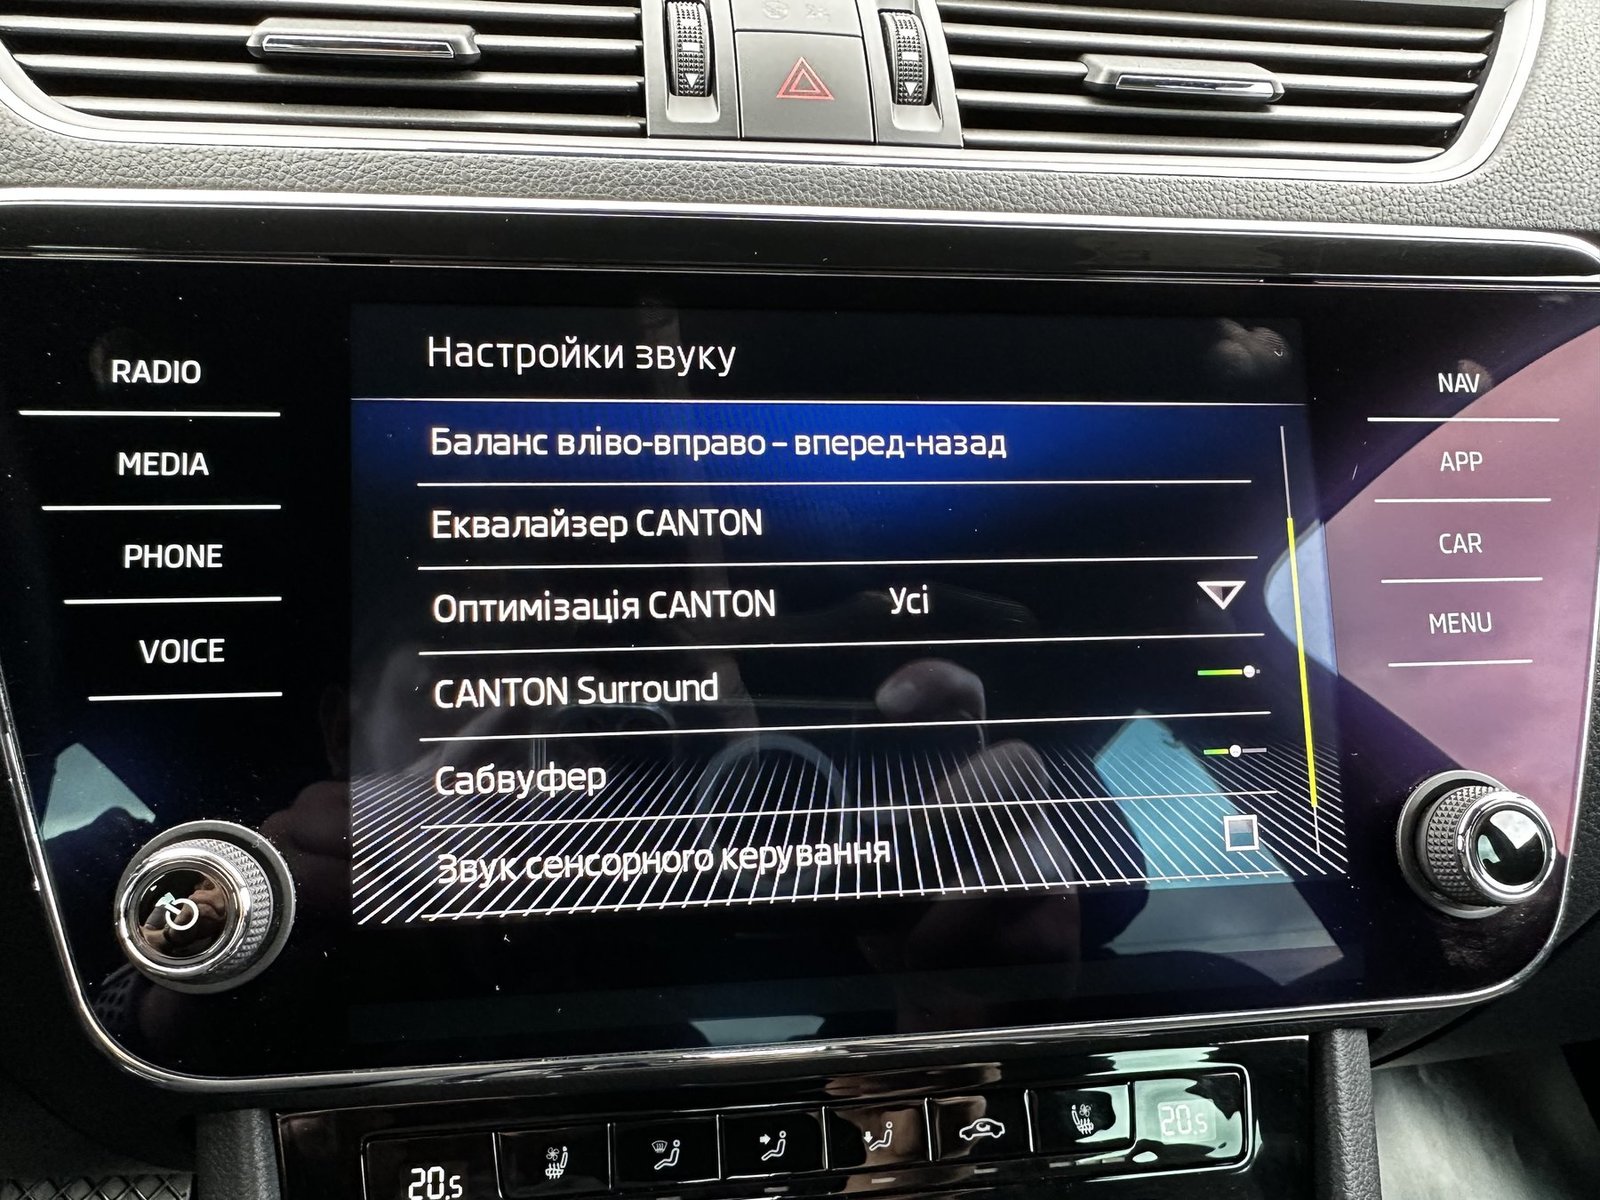 RADIO
MEDIA
PHONE
VOICE
Настройки звуку
Баланс вліво-вправо – вперед-назад
Еквалайзер CANTON
Оптимізація CANTON Усі
CANTON Surround
Сабвуфер
Звук сенсорного керування
NAV
APP
CAR
MENU
20.5
20.5